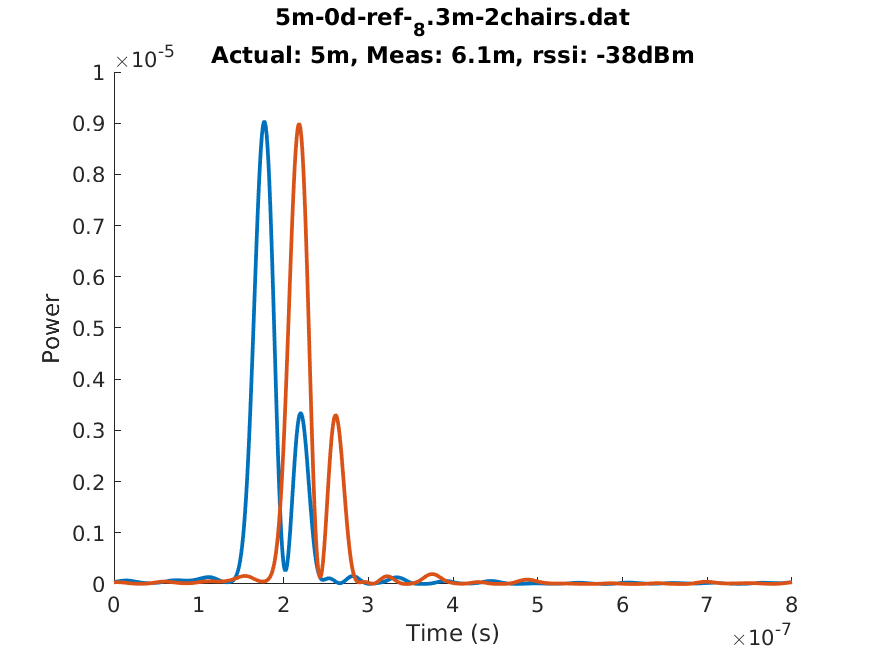 5m-0d-ref-₈.3m-2chairs.dat
Actual: 5m, Meas: 6.1m, rssi: -38dBm
×10⁻⁵
1
0.9
0.8
0.7
0.6
0.5
0.4
0.3
0.2
0.1
0
Power
0 1 2 3 4 5 6 7 8
Time (s)
×10⁻⁷